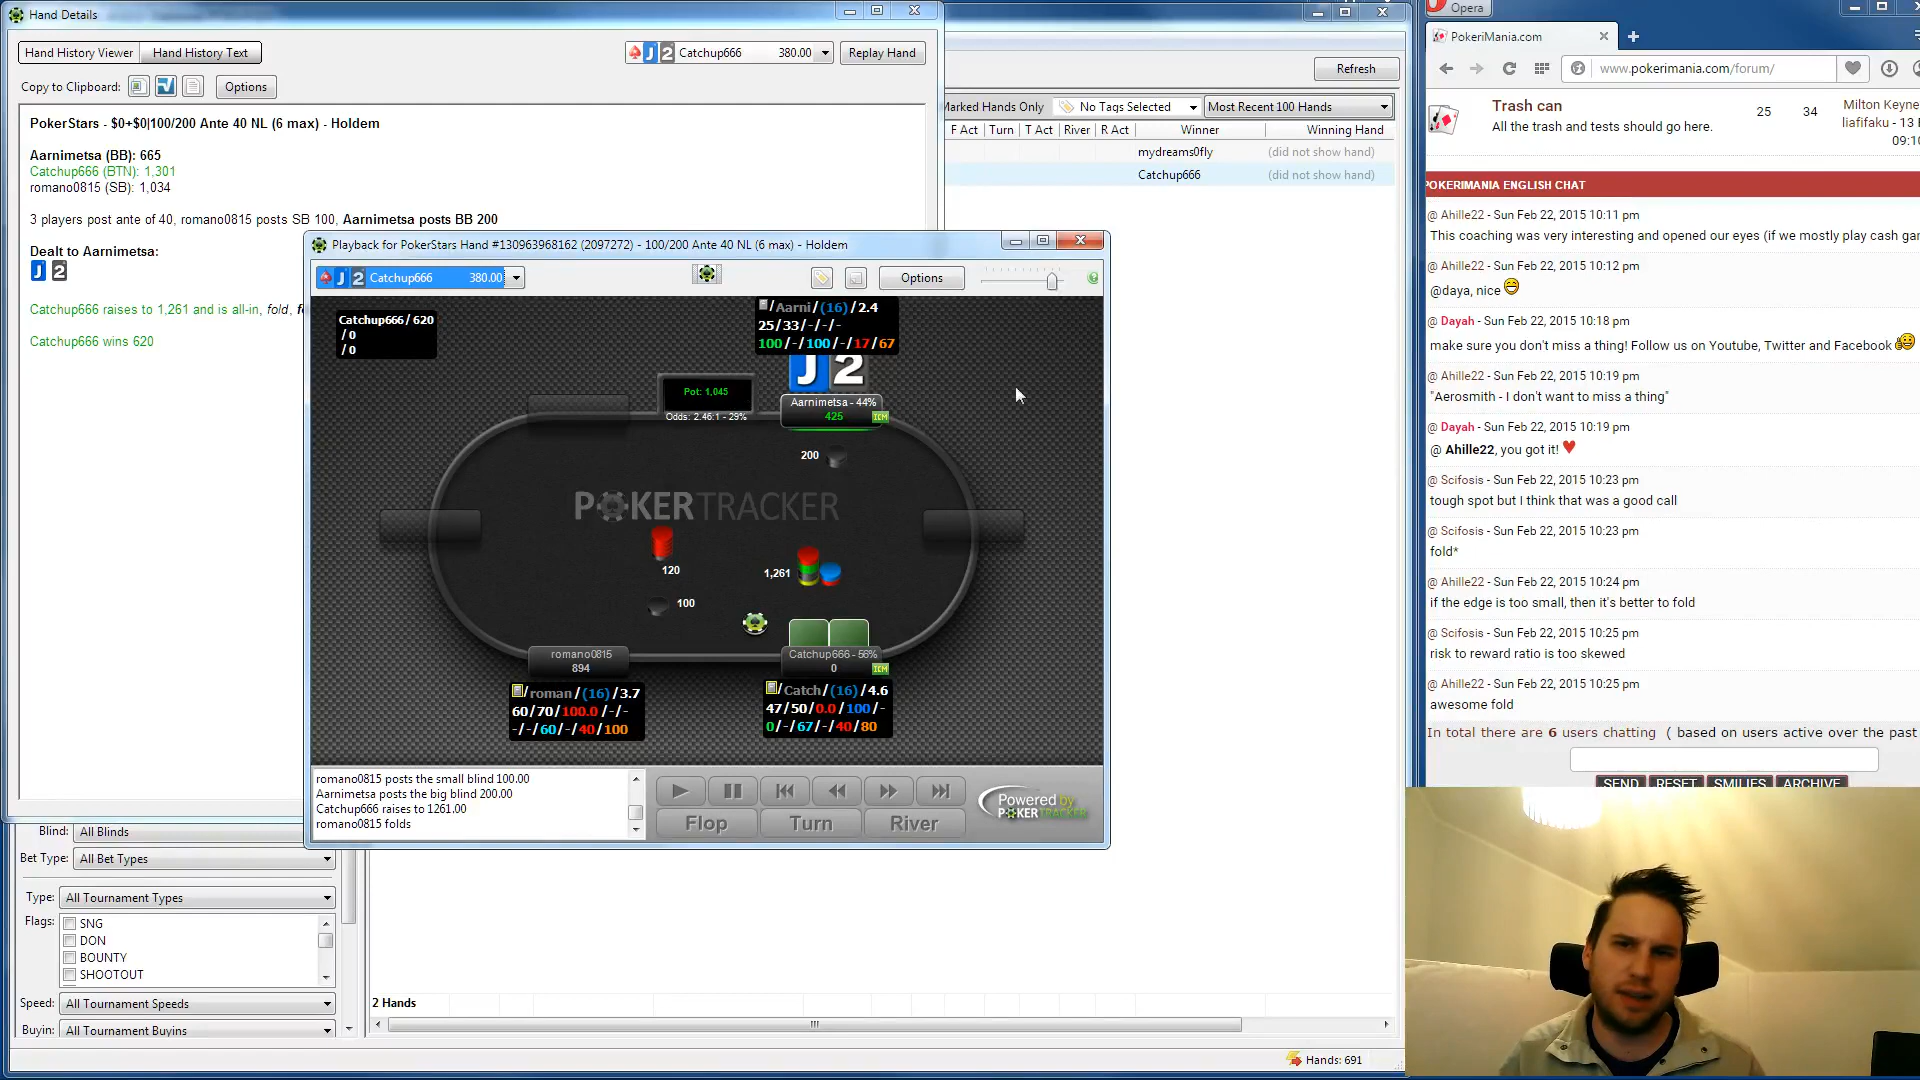 Hand Details
Hand History Viewer
Hand History Text
J 2 Catchup666 380.00
Replay Hand
Copy to Clipboard:
Options
PokerStars - $0+$0|100/200 Ante 40 NL (6 max) - Holdem
Aarnimetsa (BB): 665
Catchup666 (BTN): 1,301
romano0815 (SB): 1,034
3 players post ante of 40, romano0815 posts SB 100, Aarnimetsa posts BB 200
Dealt to Aarnimetsa:
J 2
Catchup666 raises to 1,261 and is all-in, fold,
Catchup666 wins 620
Refresh
Marked Hands Only
No Tags Selected
Most Recent 100 Hands
F Act Turn T Act River R Act Winner Winning Hand
mydreams0fly (did not show hand)
Catchup666 (did not show hand)
Playback for PokerStars Hand #130963968162 (2097272) - 100/200 Ante 40 NL (6 max) - Holdem
J 2 Catchup666 380.00
Options
Catchup666/ 620
/ 0
/ 0
/Aarni/(16)/2.4
25/33/-/-/-
100/-/100/-/17/67
J 2
Pot: 1,045
Odds: 2.46:1 - 29%
Aarnimetsa - 44%
425
ICM
200
POKERTRACKER
120
1,261
100
romano0815
894
Catchup666 - 56%
0
ICM
/roman/(16)/3.7
60/70/100.0/-/-
-/-/60/-/40/100
/Catch/(16)/4.6
47/50/0.0/100/-
0/-/67/-/40/80
romano0815 posts the small blind 100.00
Aarnimetsa posts the big blind 200.00
Catchup666 raises to 1261.00
romano0815 folds
Flop
Turn
River
Powered by
POKERTRACKER
Blind: All Blinds
Bet Type: All Bet Types
Type: All Tournament Types
Flags:
SNG
DON
BOUNTY
SHOOTOUT
Speed: All Tournament Speeds
Buyin: All Tournament Buyins
2 Hands
Hands: 691
Opera
PokeriMania.com
www.pokerimania.com/forum/
Trash can
All the trash and tests should go here.
25
34
Milton Keyne
liafifaku - 13 F
09:10
POKERIMANIA ENGLISH CHAT
@ Ahille22 - Sun Feb 22, 2015 10:11 pm
This coaching was very interesting and opened our eyes (if we mostly play cash gam
@ Ahille22 - Sun Feb 22, 2015 10:12 pm
@daya, nice
@ Dayah - Sun Feb 22, 2015 10:18 pm
make sure you don't miss a thing! Follow us on Youtube, Twitter and Facebook
@ Ahille22 - Sun Feb 22, 2015 10:19 pm
"Aerosmith - I don't want to miss a thing"
@ Dayah - Sun Feb 22, 2015 10:19 pm
@ Ahille22, you got it!
@ Scifosis - Sun Feb 22, 2015 10:23 pm
tough spot but I think that was a good call
@ Scifosis - Sun Feb 22, 2015 10:23 pm
fold*
@ Ahille22 - Sun Feb 22, 2015 10:24 pm
if the edge is too small, then it's better to fold
@ Scifosis - Sun Feb 22, 2015 10:25 pm
risk to reward ratio is too skewed
@ Ahille22 - Sun Feb 22, 2015 10:25 pm
awesome fold
In total there are 6 users chatting ( based on users active over the past
SEND
RESET
SMILIES
ARCHIVE